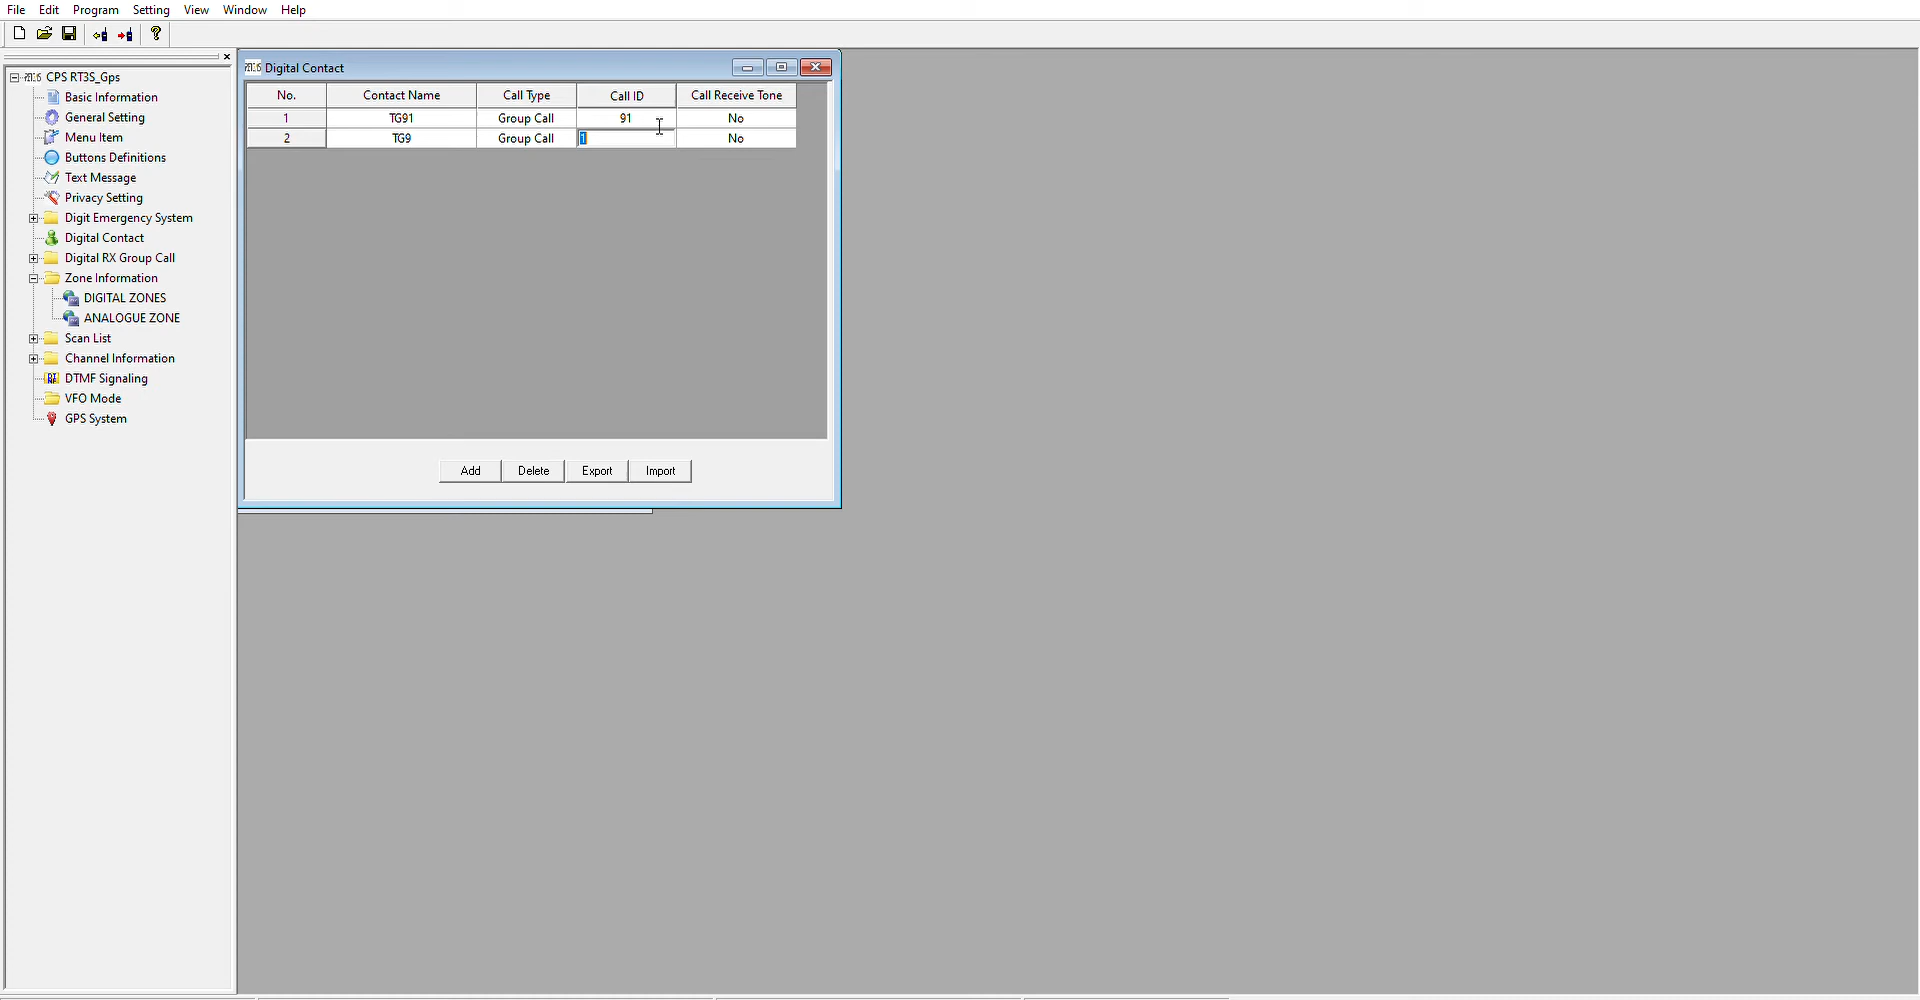 File Edit Program Setting View Window Help
CPS RT3S_Gps
Basic Information
General Setting
Menu Item
Buttons Definitions
Text Message
Privacy Setting
Digit Emergency System
Digital Contact
Digital RX Group Call
Zone Information
DIGITAL ZONES
ANALOGUE ZONE
Scan List
Channel Information
DTMF Signaling
VFO Mode
GPS System
Digital Contact
No. Contact Name Call Type Call ID Call Receive Tone
1 TG91 Group Call 91 No
2 TG9 Group Call 1 No
Add Delete Export Import